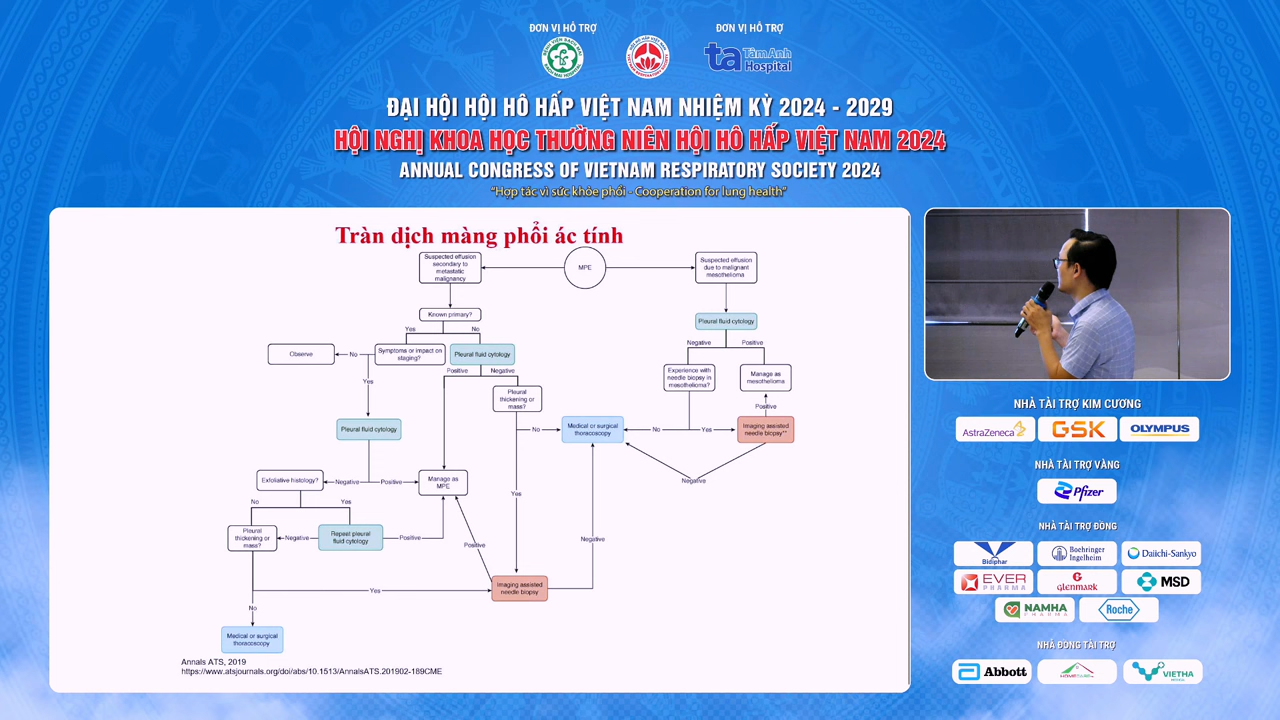 ĐƠN VỊ HỖ TRỢ
ĐƠN VỊ HỖ TRỢ
ta TâmAnh
Hospital
ĐẠI HỘI HỘI HÔ HẤP VIỆT NAM NHIỆM KỲ 2024 - 2029
HỘI NGHỊ KHOA HỌC THƯỜNG NIÊN HỘI HÔ HẤP VIỆT NAM 2024
ANNUAL CONGRESS OF VIETNAM RESPIRATORY SOCIETY 2024
"Hợp tác vì sức khỏe phổi - Cooperation for lung health"
Tràn dịch màng phổi ác tính
Suspected effusion
secondary to
metastatic
malignancy
MPE
Suspected effusion
due to malignant
mesothelioma
Known primary?
Pleural fluid cytology
Yes
No
Negative
Positive
Observe
No
Symptoms or impact on
staging?
Pleural fluid cytology
Positive
Negative
Experience with
needle biopsy in
mesothelioma?
Manage as
mesothelioma
Yes
Pleural
thickening or
mass?
Positive
Pleural fluid cytology
No
Medical or surgical
thoracoscopy
No
Yes
Imaging assisted
needle biopsy**
Exfoliative histology?
Negative
Positive
Manage as
MPE
Negative
No
Yes
Yes
Pleural
thickening or
mass?
Negative
Repeat pleural
fluid cytology
Positive
Positive
Negative
Yes
Imaging assisted
needle biopsy
No
Medical or surgical
thoracoscopy
Annals ATS, 2019
https://www.atsjournals.org/doi/abs/10.1513/AnnalsATS.201902-189CME
NHÀ TÀI TRỢ KIM CƯƠNG
AstraZeneca
GSK
OLYMPUS
NHÀ TÀI TRỢ VÀNG
Pfizer
NHÀ TÀI TRỢ ĐỒNG
Bidiphar
Boehringer
Ingelheim
Daiichi-Sankyo
EVER
PHARMA
GLENMARK
MSD
NAMHA
PHARMA
Roche
NHÀ ĐỒNG TÀI TRỢ
Abbott
HOMECARE
VIETHA